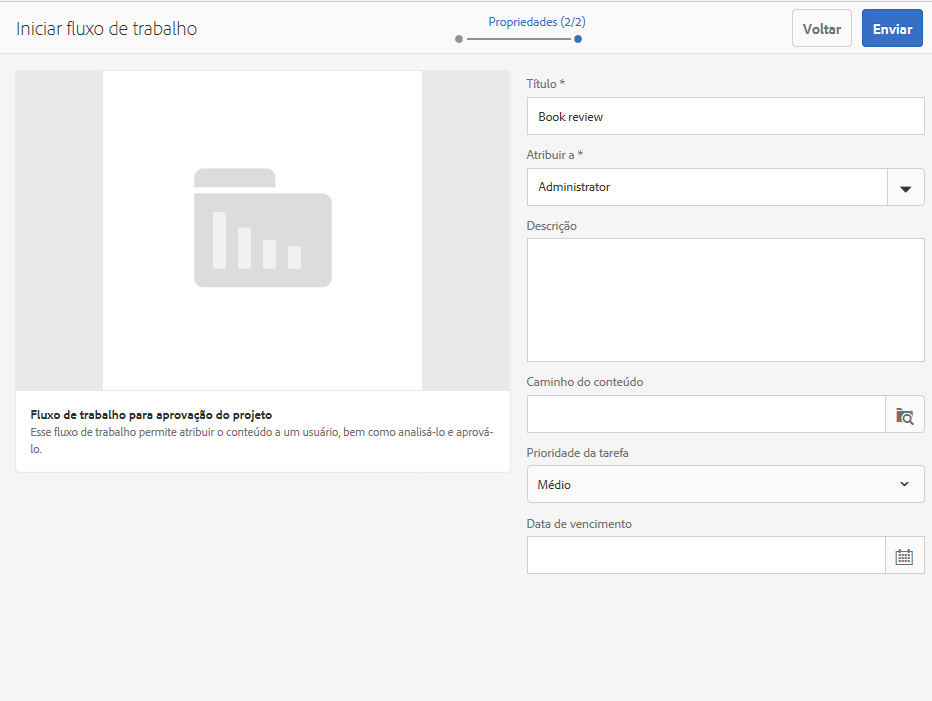 Iniciar fluxo de trabalho
Propriedades (2/2)
Voltar
Enviar
Título *
Book review
Atribuir a *
Administrator
Descrição
Caminho do conteúdo
Prioridade da tarefa
Médio
Data de vencimento
Fluxo de trabalho para aprovação do projeto
Esse fluxo de trabalho permite atribuir o conteúdo a um usuário, bem como analisá-lo e aprová-
lo.